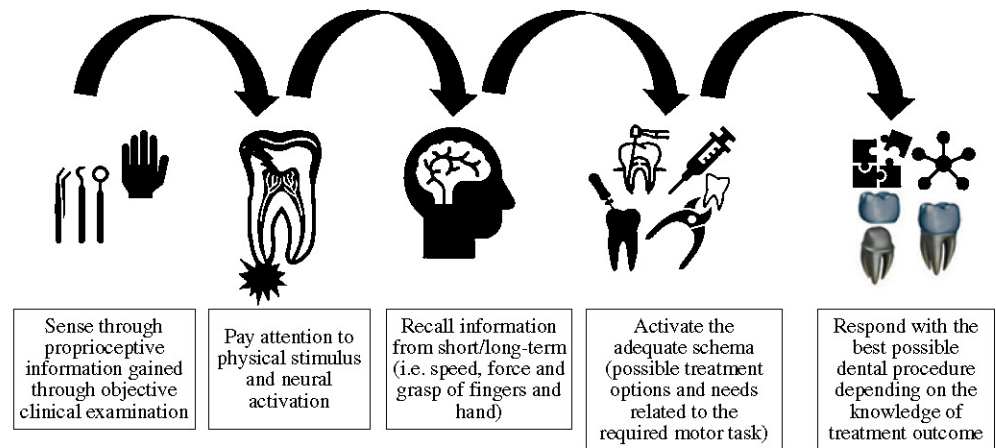 Sense through
proprioceptive
information gained
through objective
clinical examination
Pay attention to
physical stimulus
and neural
activation
Recall information
from short/long-term
(i.e. speed, force and
grasp of fingers and
hand)
Activate the
adequate schema
(possible treatment
options and needs
related to the
required motor task)
Respond with the
best possible
dental procedure
depending on the
knowledge of
treatment outcome